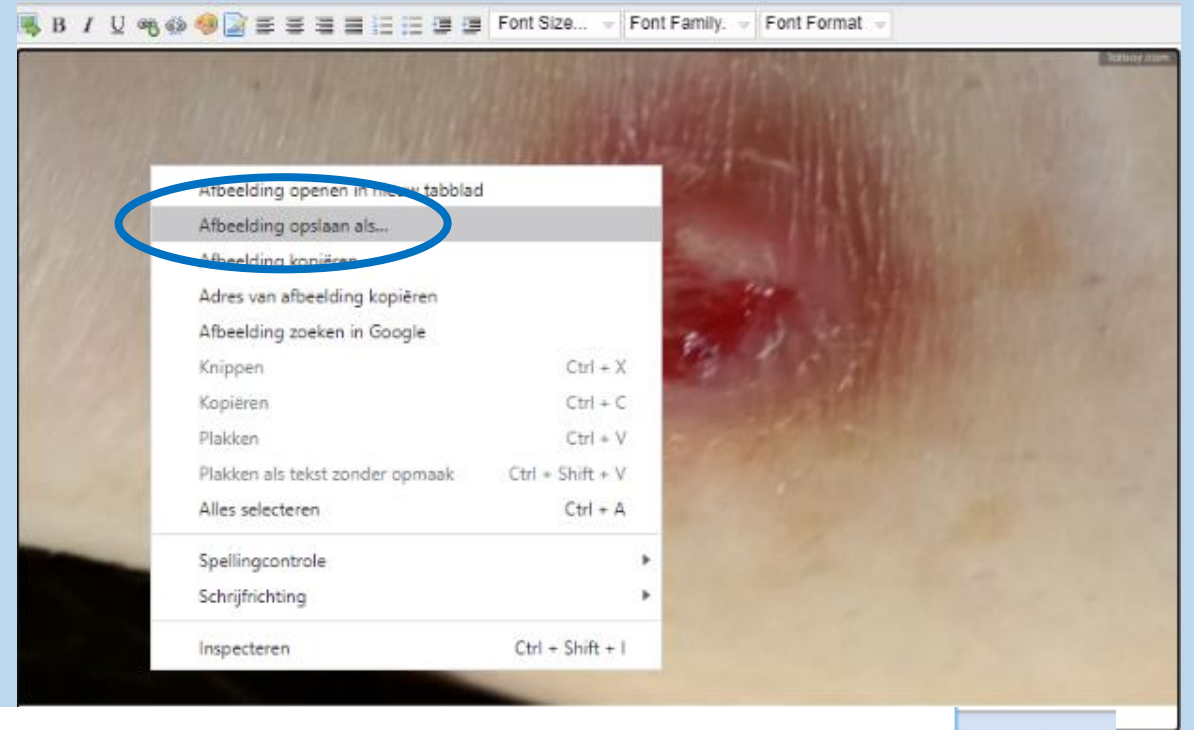 B I U Font Size... Font Family. Font Format
Afbeelding openen in nieuw tabblad
Afbeelding opslaan als...
Afbeelding kopiëren
Adres van afbeelding kopiëren
Afbeelding zoeken in Google
Knippen Ctrl + X
Kopiëren Ctrl + C
Plakken Ctrl + V
Plakken als tekst zonder opmaak Ctrl + Shift + V
Alles selecteren Ctrl + A
Spellingcontrole
Schrijfrichting
Inspecteren Ctrl + Shift + I